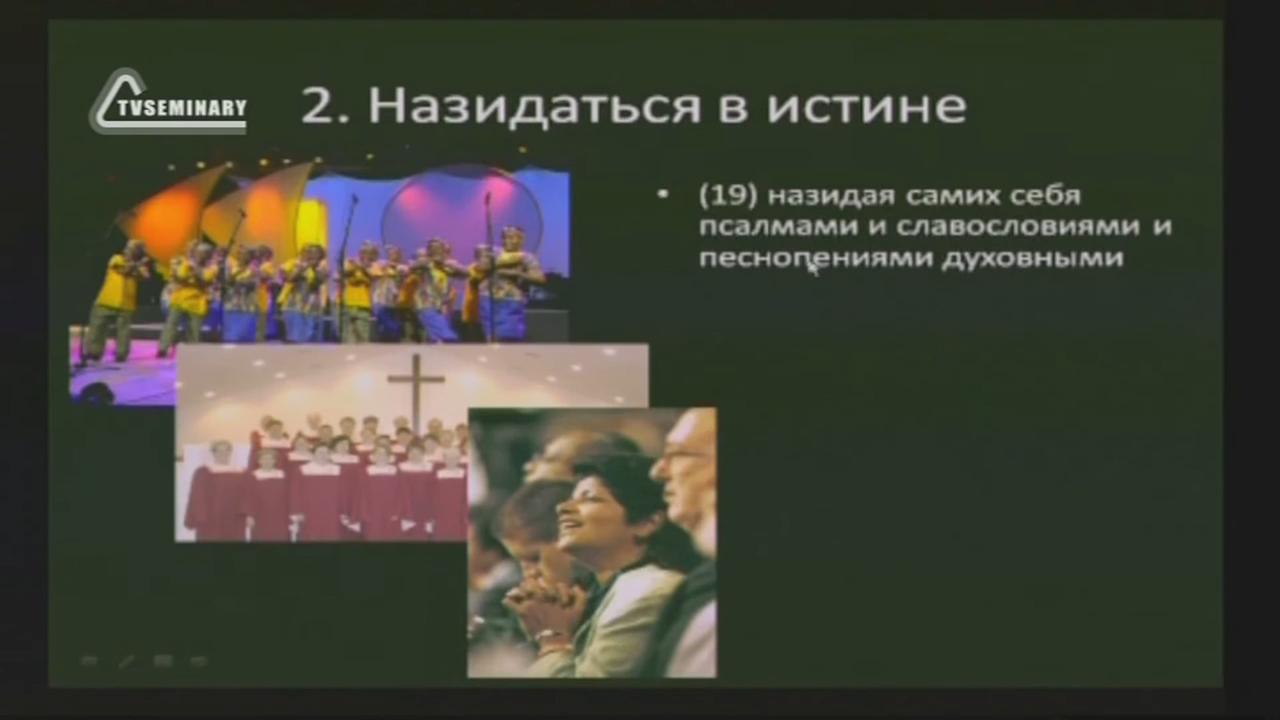 TVSEMINARY
2. Назидаться в истине
• (19) назидая самих себя
псалмами и славословиями и
песнопениями духовными